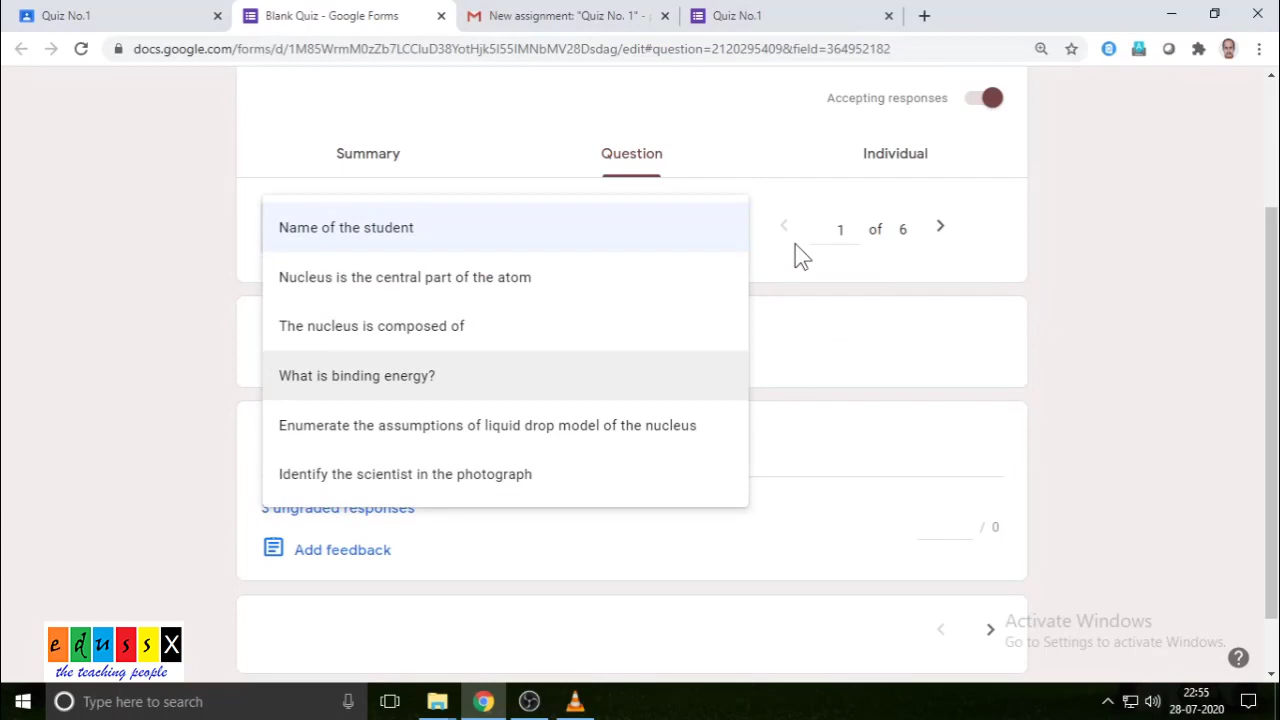 Quiz No.1
Blank Quiz - Google Forms
New assignment: "Quiz No. 1" -
Quiz No.1
docs.google.com/forms/d/1M85WrmM0zZb7LCCluD38YotHjk5I55IMNbMV28Dsdag/edit#question=2120295409&field=364952182
Accepting responses
Summary
Question
Individual
Name of the student
1 of 6
Nucleus is the central part of the atom
The nucleus is composed of
What is binding energy?
Enumerate the assumptions of liquid drop model of the nucleus
Identify the scientist in the photograph
3 ungraded responses
/ 0
Add feedback
Activate Windows
Go to Settings to activate Windows.
edussX
the teaching people
Type here to search
22:55
28-07-2020